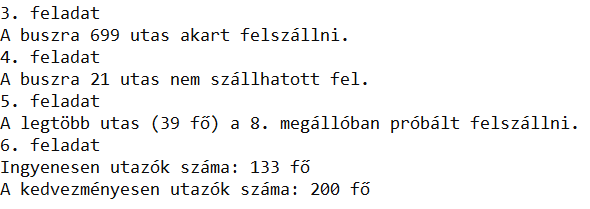 3. feladat
A buszra 699 utas akart felszállni.
4. feladat
A buszra 21 utas nem szállhatott fel.
5. feladat
A legtöbb utas (39 fő) a 8. megállóban próbált felszállni.
6. feladat
Ingyenesen utazók száma: 133 fő
A kedvezményesen utazók száma: 200 fő